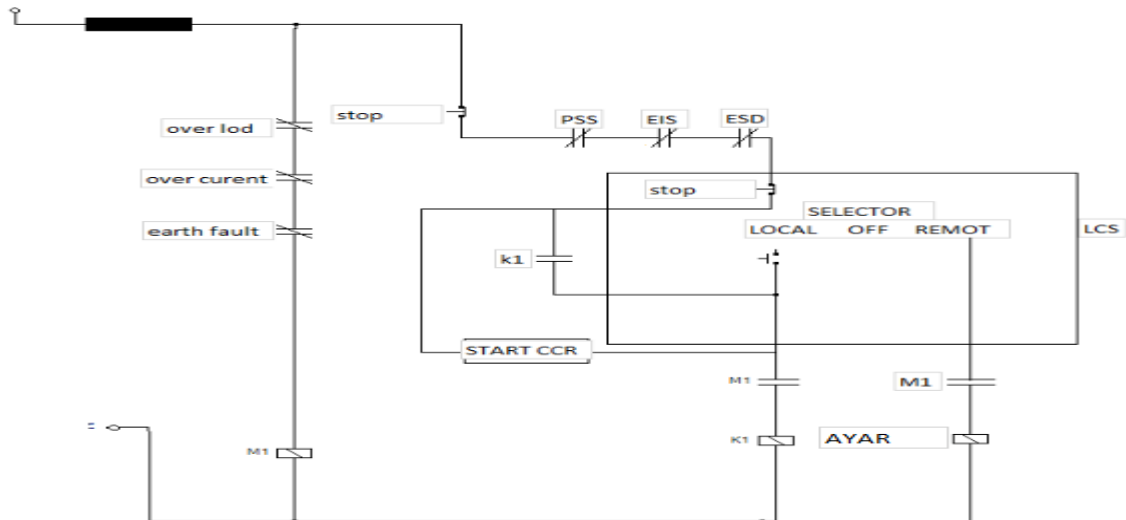 stop
PSS
EIS
ESD
over lod
over curent
stop
SELECTOR
earth fault
LOCAL OFF REMOT
LCS
k1
START CCR
M1
M1
M1
K1
AYAR